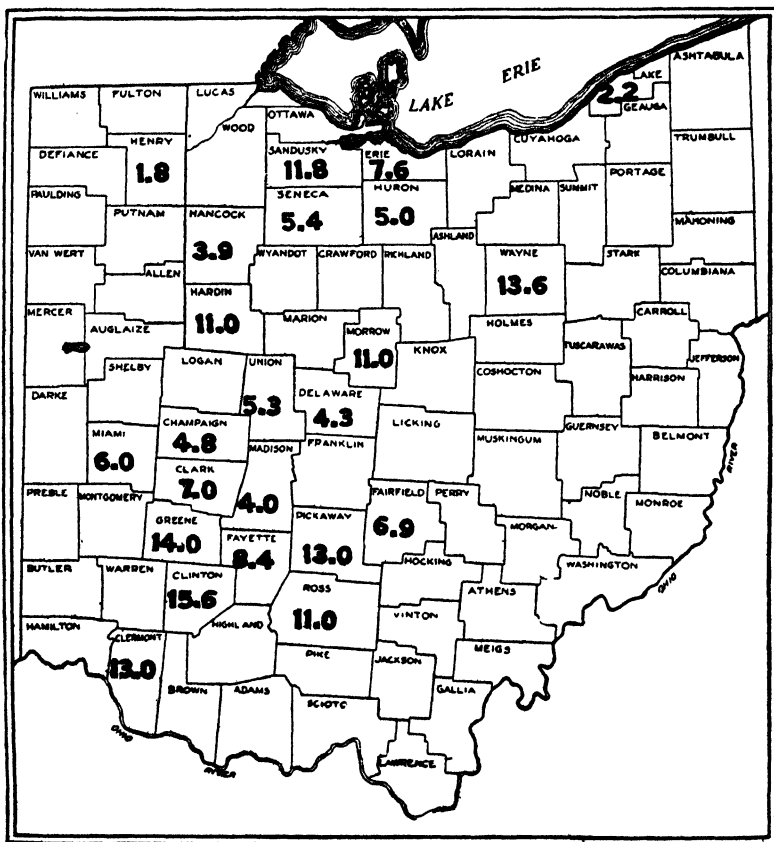 ASHTABULA
LAKE
ERIE
LAKE
2.2
GEAUGA
WILLIAMS
FULTON
LUCAS
OTTAWA
WOOD
CUYAHOGA
TRUMBULL
HENRY
1.8
DEFIANCE
SANDUSKY
11.8
ERIE
7.6
LORAIN
PORTAGE
PAULDING
SENECA
5.4
HURON
5.0
MEDINA
SUMMIT
PUTNAM
HANCOCK
3.9
MAHONING
ASHLAND
VAN WERT
ALLEN
WYANDOT
CRAWFORD
RICHLAND
WAYNE
13.6
STARK
COLUMBIANA
HARDIN
11.0
MERCER
AUGLAIZE
MARION
MORROW
11.0
HOLMES
CARROLL
KNOX
TUSCARAWAS
JEFFERSON
SHELBY
LOGAN
UNION
5.3
COSHOCTON
HARRISON
DARKE
DELAWARE
4.3
CHAMPAIGN
4.8
LICKING
GUERNSEY
BELMONT
MIAMI
6.0
MADISON
4.0
FRANKLIN
MUSKINGUM
RIVER
CLARK
7.0
PREBLE
MONTGOMERY
FAIRFIELD
6.9
PERRY
NOBLE
MONROE
GREENE
14.0
PICKAWAY
13.0
MORGAN
FAYETTE
8.4
BUTLER
WARREN
CLINTON
15.6
HOCKING
WASHINGTON
OHIO
ROSS
11.0
ATHENS
HAMILTON
CLERMONT
13.0
HIGHLAND
VINTON
MEIGS
PIKE
JACKSON
BROWN
ADAMS
SCIOTO
GALLIA
OHIO
RIVER
LAWRENCE